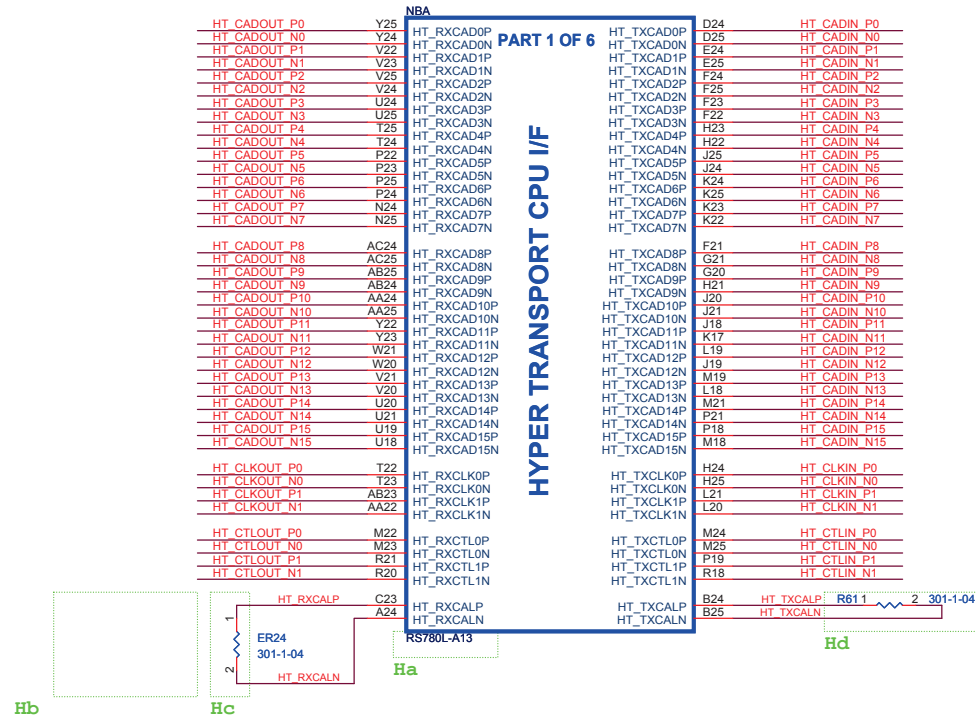 NBA
HT_CADOUT_P0 Y25 HT_RXCAD0P PART 1 OF 6 HT_TXCAD0P D24 HT_CADIN_P0
HT_CADOUT_N0 Y24 HT_RXCAD0N HT_TXCAD0N D25 HT_CADIN_N0
HT_CADOUT_P1 V22 HT_RXCAD1P HT_TXCAD1P E24 HT_CADIN_P1
HT_CADOUT_N1 V23 HT_RXCAD1N HT_TXCAD1N E25 HT_CADIN_N1
HT_CADOUT_P2 V25 HT_RXCAD2P HT_TXCAD2P F24 HT_CADIN_P2
HT_CADOUT_N2 V24 HT_RXCAD2N HT_TXCAD2N F25 HT_CADIN_N2
HT_CADOUT_P3 U24 HT_RXCAD3P HT_TXCAD3P F23 HT_CADIN_P3
HT_CADOUT_N3 U25 HT_RXCAD3N HT_TXCAD3N F22 HT_CADIN_N3
HT_CADOUT_P4 T25 HT_RXCAD4P HT_TXCAD4P H23 HT_CADIN_P4
HT_CADOUT_N4 T24 HT_RXCAD4N HT_TXCAD4N H22 HT_CADIN_N4
HT_CADOUT_P5 P22 HT_RXCAD5P HT_TXCAD5P J25 HT_CADIN_P5
HT_CADOUT_N5 P23 HT_RXCAD5N HT_TXCAD5N J24 HT_CADIN_N5
HT_CADOUT_P6 P25 HT_RXCAD6P HT_TXCAD6P K24 HT_CADIN_P6
HT_CADOUT_N6 P24 HT_RXCAD6N HT_TXCAD6N K25 HT_CADIN_N6
HT_CADOUT_P7 N24 HT_RXCAD7P HT_TXCAD7P K23 HT_CADIN_P7
HT_CADOUT_N7 N25 HT_RXCAD7N HT_TXCAD7N K22 HT_CADIN_N7
HT_CADOUT_P8 AC24 HT_RXCAD8P HT_TXCAD8P F21 HT_CADIN_P8
HT_CADOUT_N8 AC25 HT_RXCAD8N HT_TXCAD8N G21 HT_CADIN_N8
HT_CADOUT_P9 AB25 HT_RXCAD9P HT_TXCAD9P G20 HT_CADIN_P9
HT_CADOUT_N9 AB24 HT_RXCAD9N HT_TXCAD9N H21 HT_CADIN_N9
HT_CADOUT_P10 AA24 HT_RXCAD10P HT_TXCAD10P J20 HT_CADIN_P10
HT_CADOUT_N10 AA25 HT_RXCAD10N HT_TXCAD10N J21 HT_CADIN_N10
HT_CADOUT_P11 Y22 HT_RXCAD11P HT_TXCAD11P J18 HT_CADIN_P11
HT_CADOUT_N11 Y23 HT_RXCAD11N HT_TXCAD11N K17 HT_CADIN_N11
HT_CADOUT_P12 W21 HT_RXCAD12P HT_TXCAD12P L19 HT_CADIN_P12
HT_CADOUT_N12 W20 HT_RXCAD12N HT_TXCAD12N J19 HT_CADIN_N12
HT_CADOUT_P13 V21 HT_RXCAD13P HT_TXCAD13P M19 HT_CADIN_P13
HT_CADOUT_N13 V20 HT_RXCAD13N HT_TXCAD13N L18 HT_CADIN_N13
HT_CADOUT_P14 U20 HT_RXCAD14P HT_TXCAD14P M21 HT_CADIN_P14
HT_CADOUT_N14 U21 HT_RXCAD14N HT_TXCAD14N P21 HT_CADIN_N14
HT_CADOUT_P15 U19 HT_RXCAD15P HT_TXCAD15P P18 HT_CADIN_P15
HT_CADOUT_N15 U18 HT_RXCAD15N HT_TXCAD15N M18 HT_CADIN_N15
HYPER TRANSPORT CPU I/F
HT_CLKOUT_P0 T22 HT_RXCLK0P HT_TXCLK0P H24 HT_CLKIN_P0
HT_CLKOUT_N0 T23 HT_RXCLK0N HT_TXCLK0N H25 HT_CLKIN_N0
HT_CLKOUT_P1 AB23 HT_RXCLK1P HT_TXCLK1P L21 HT_CLKIN_P1
HT_CLKOUT_N1 AA22 HT_RXCLK1N HT_TXCLK1N L20 HT_CLKIN_N1
HT_CTLOUT_P0 M22 HT_RXCTL0P HT_TXCTL0P M24 HT_CTLIN_P0
HT_CTLOUT_N0 M23 HT_RXCTL0N HT_TXCTL0N M25 HT_CTLIN_N0
HT_CTLOUT_P1 R21 HT_RXCTL1P HT_TXCTL1P P19 HT_CTLIN_P1
HT_CTLOUT_N1 R20 HT_RXCTL1N HT_TXCTL1N R18 HT_CTLIN_N1
HT_RXCALP C23 HT_RXCALP HT_TXCALP B24 HT_TXCALP R61 1 2 301-1-04
A24 HT_RXCALN HT_TXCALN B25 HT_TXCALN
1
ER24
301-1-04
2
HT_RXCALN
RS780L-A13
Ha
Hb
Hc
Hd